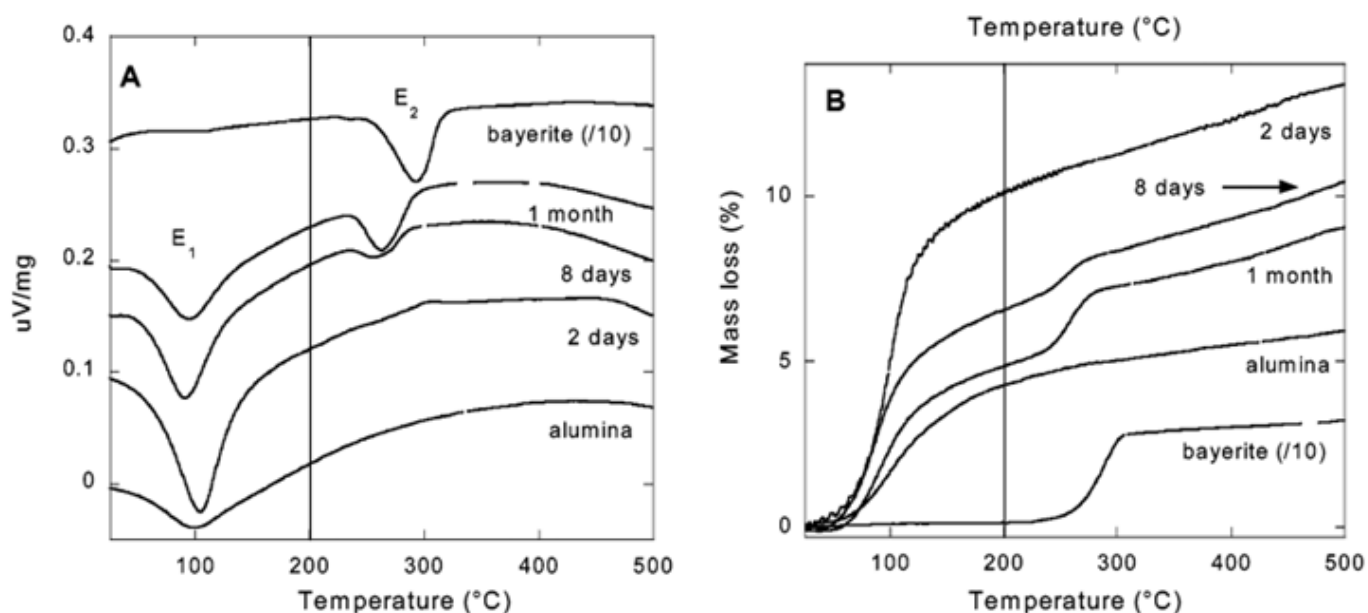 A
0.4
0.3
0.2
0.1
0
uV/mg
E1
E2
bayerite (/10)
1 month
8 days
2 days
alumina
100
200
300
400
500
Temperature (°C)
Temperature (°C)
B
10
5
0
Mass loss (%)
2 days
8 days
1 month
alumina
bayerite (/10)
100
200
300
400
500
Temperature (°C)